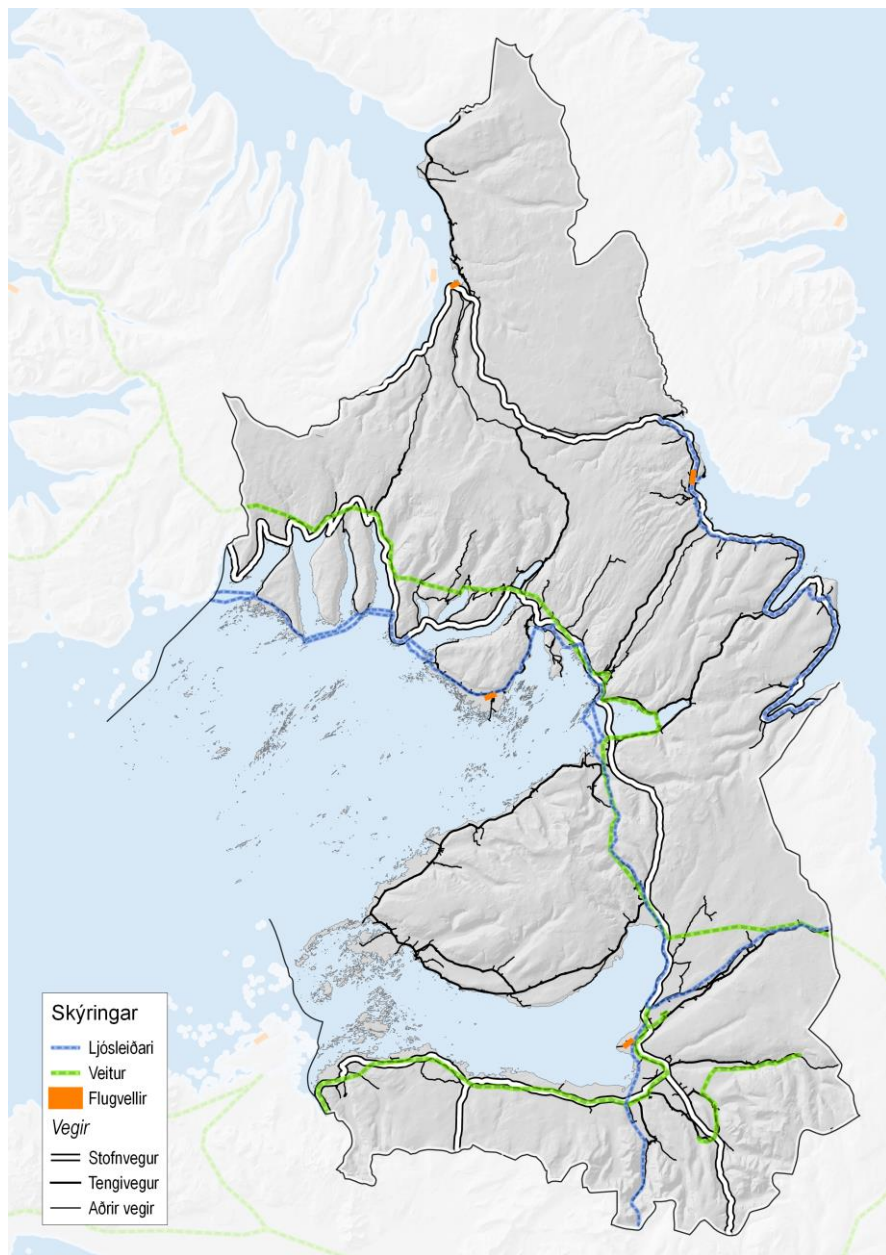 Skýringar
Ljósleiðari
Veitur
Flugvellir
Vegir
Stofnvegur
Tengivegur
Aðrir vegir